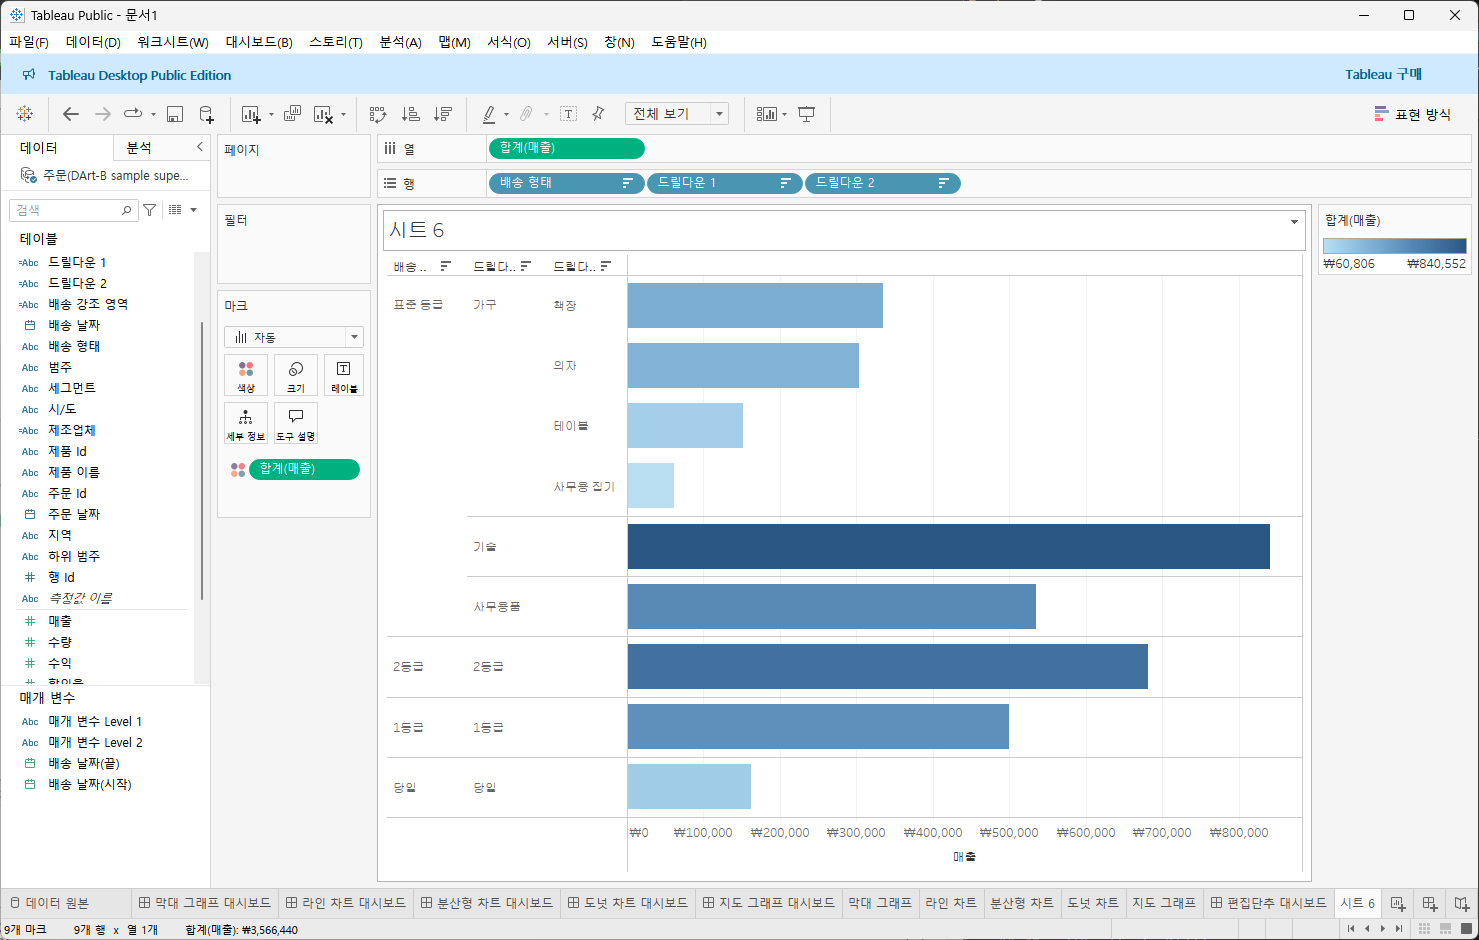 Tableau Public - 문서1
파일(F) 데이터(D) 워크시트(W) 대시보드(B) 스토리(T) 분석(A) 맵(M) 서식(O) 서버(S) 창(N) 도움말(H)
Tableau Desktop Public Edition
Tableau 구매
전체 보기
표현 방식
데이터
분석
주문(DArt-B sample supe...
검색
테이블
=Abc 드릴다운 1
=Abc 드릴다운 2
=Abc 배송 강조 영역
배송 날짜
Abc 배송 형태
Abc 범주
Abc 세그먼트
Abc 시/도
=Abc 제조업체
Abc 제품 Id
Abc 제품 이름
Abc 주문 Id
주문 날짜
Abc 지역
Abc 하위 범주
행 Id
Abc 측정값 이름
매출
수량
수익
매개 변수
Abc 매개 변수 Level 1
Abc 매개 변수 Level 2
배송 날짜(끝)
배송 날짜(시작)
페이지
필터
마크
자동
색상
크기
레이블
세부 정보
도구 설명
합계(매출)
열
합계(매출)
행
배송 형태
드릴다운 1
드릴다운 2
시트 6
배송 ..
드릴다..
드릴다..
표준 등급
가구
책장
의자
테이블
사무용 집기
기술
사무용품
2등급 2등급
1등급 1등급
당일 당일
₩0 ₩100,000 ₩200,000 ₩300,000 ₩400,000 ₩500,000 ₩600,000 ₩700,000 ₩800,000
매출
합계(매출)
₩60,806 ₩840,552
데이터 원본
막대 그래프 대시보드
라인 차트 대시보드
분산형 차트 대시보드
도넛 차트 대시보드
지도 그래프 대시보드
막대 그래프
라인 차트
분산형 차트
도넛 차트
지도 그래프
편집단추 대시보드
시트 6
9개 마크 9개 행 x 열 1개 합계(매출): ₩3,566,440